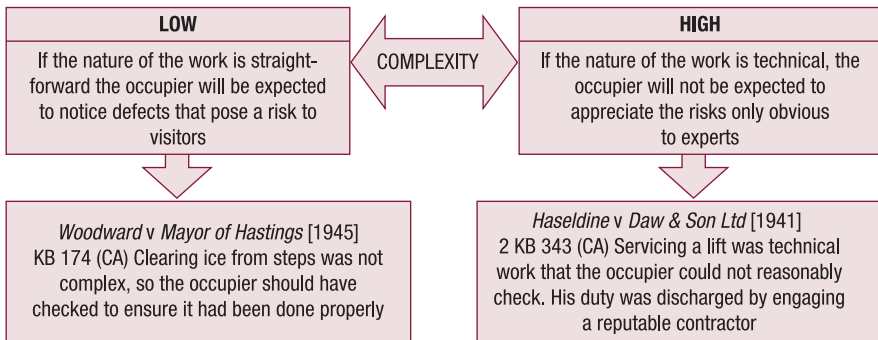 LOW
If the nature of the work is straight-
forward the occupier will be expected
to notice defects that pose a risk to
visitors
COMPLEXITY
HIGH
If the nature of the work is technical, the
occupier will not be expected to
appreciate the risks only obvious
to experts
Woodward v Mayor of Hastings [1945]
KB 174 (CA) Clearing ice from steps was not
complex, so the occupier should have
checked to ensure it had been done properly
Haseldine v Daw & Son Ltd [1941]
2 KB 343 (CA) Servicing a lift was technical
work that the occupier could not reasonably
check. His duty was discharged by engaging
a reputable contractor